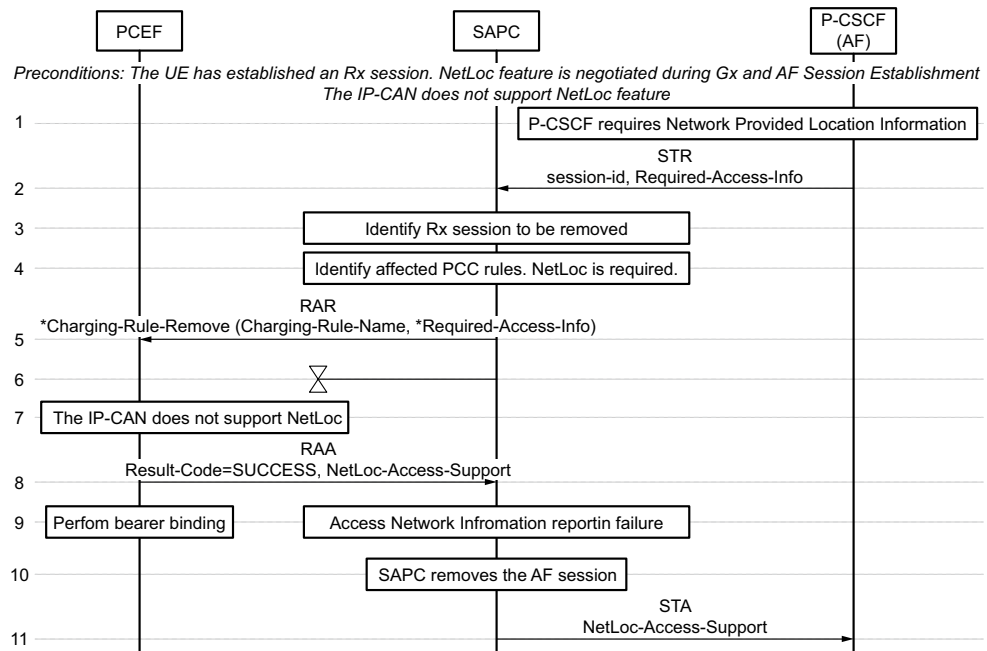 PCEF
SAPC
P-CSCF
(AF)
Preconditions: The UE has established an Rx session. NetLoc feature is negotiated during Gx and AF Session Establishment
The IP-CAN does not support NetLoc feature
1
P-CSCF requires Network Provided Location Information
STR
session-id, Required-Access-Info
2
3
Identify Rx session to be removed
4
Identify affected PCC rules. NetLoc is required.
RAR
*Charging-Rule-Remove (Charging-Rule-Name, *Required-Access-Info)
5
6
7
The IP-CAN does not support NetLoc
RAA
Result-Code=SUCCESS, NetLoc-Access-Support
8
9
Perfom bearer binding
Access Network Infromation reportin failure
10
SAPC removes the AF session
STA
NetLoc-Access-Support
11